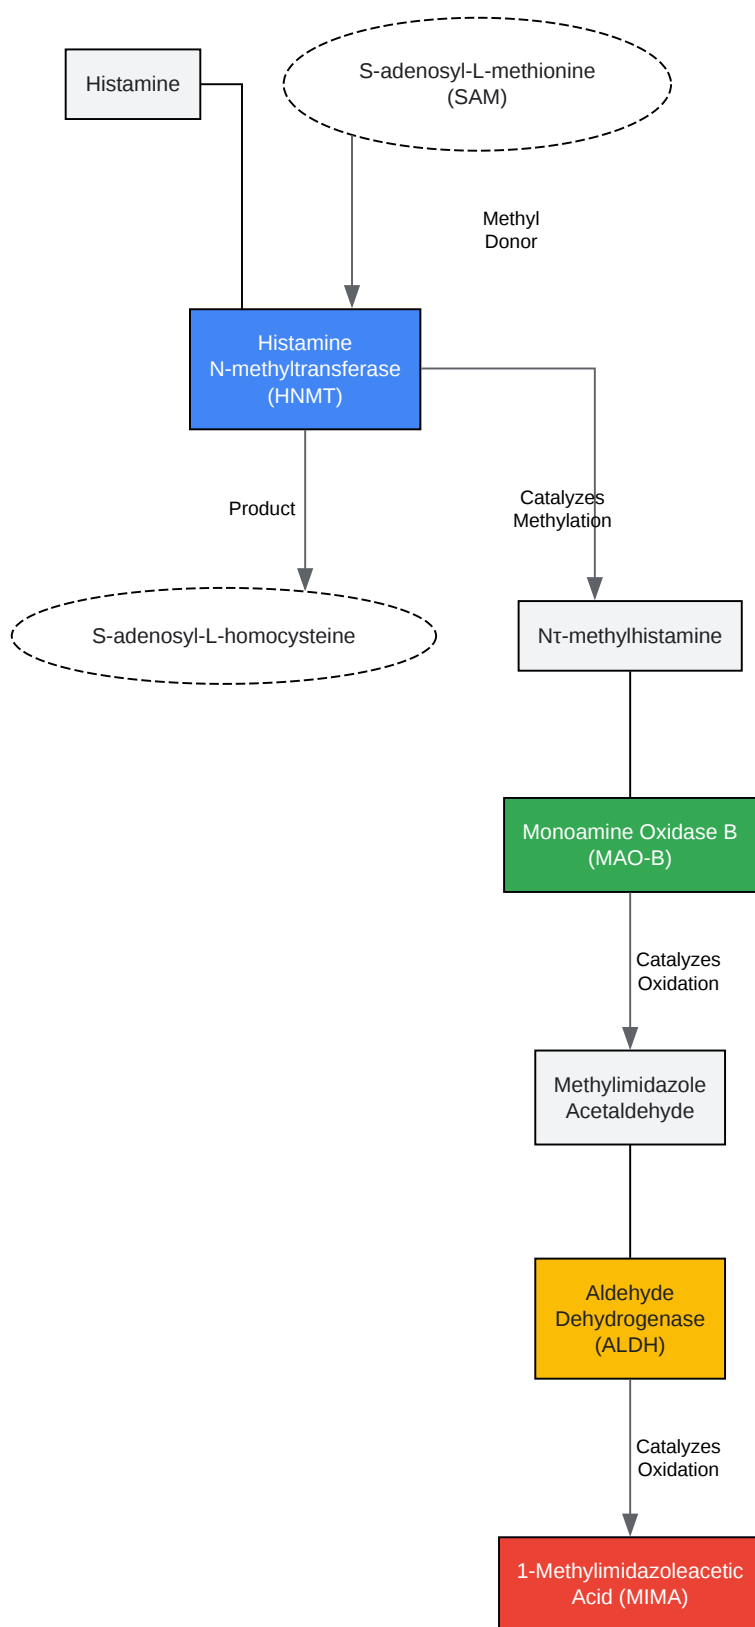 Histamine
S-adenosyl-L-methionine
(SAM)
Methyl
Donor
Histamine
N-methyltransferase
(HNMT)
Product
Catalyzes
Methylation
S-adenosyl-L-homocysteine
Nτ-methylhistamine
Monoamine Oxidase B
(MAO-B)
Catalyzes
Oxidation
Methylimidazole
Acetaldehyde
Aldehyde
Dehydrogenase
(ALDH)
Catalyzes
Oxidation
1-Methylimidazoleacetic
Acid (MIMA)